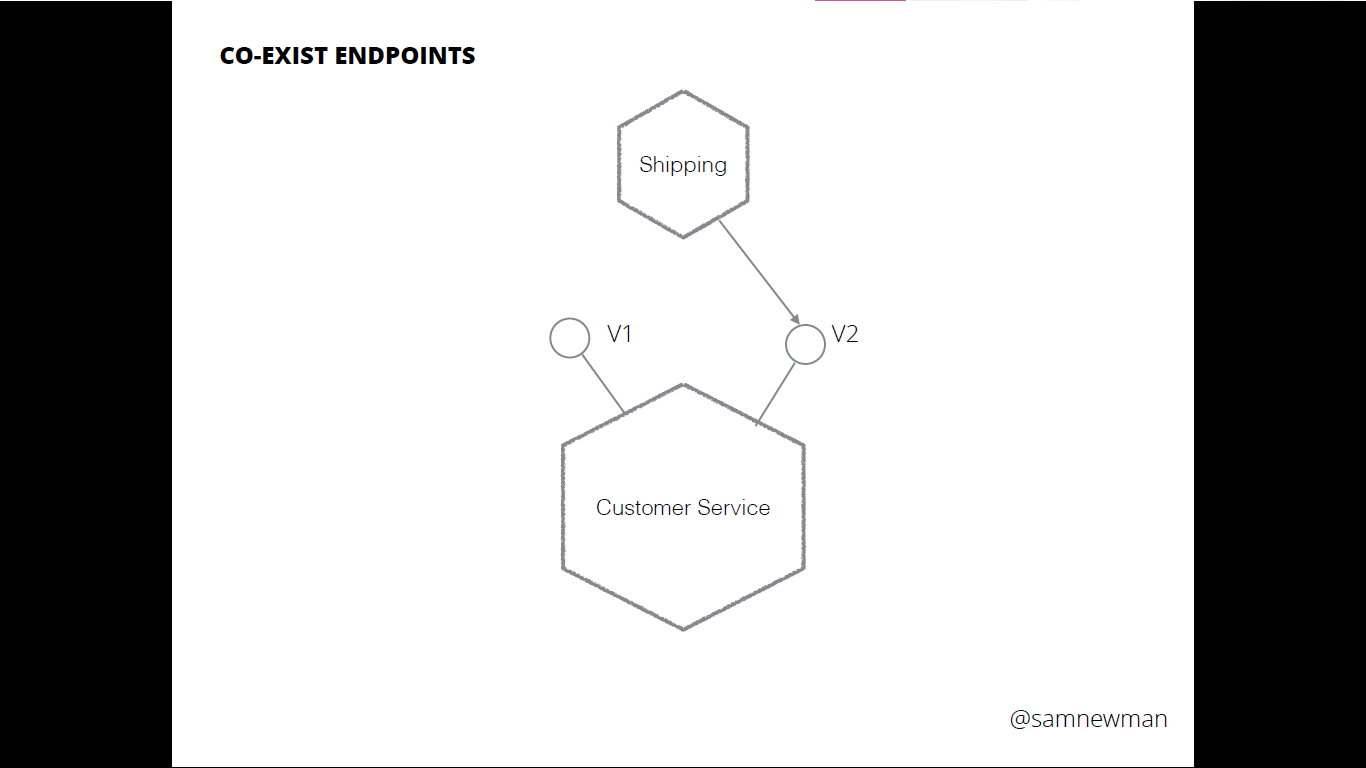 CO-EXIST ENDPOINTS
Shipping
V1
V2
Customer Service
@samnewman